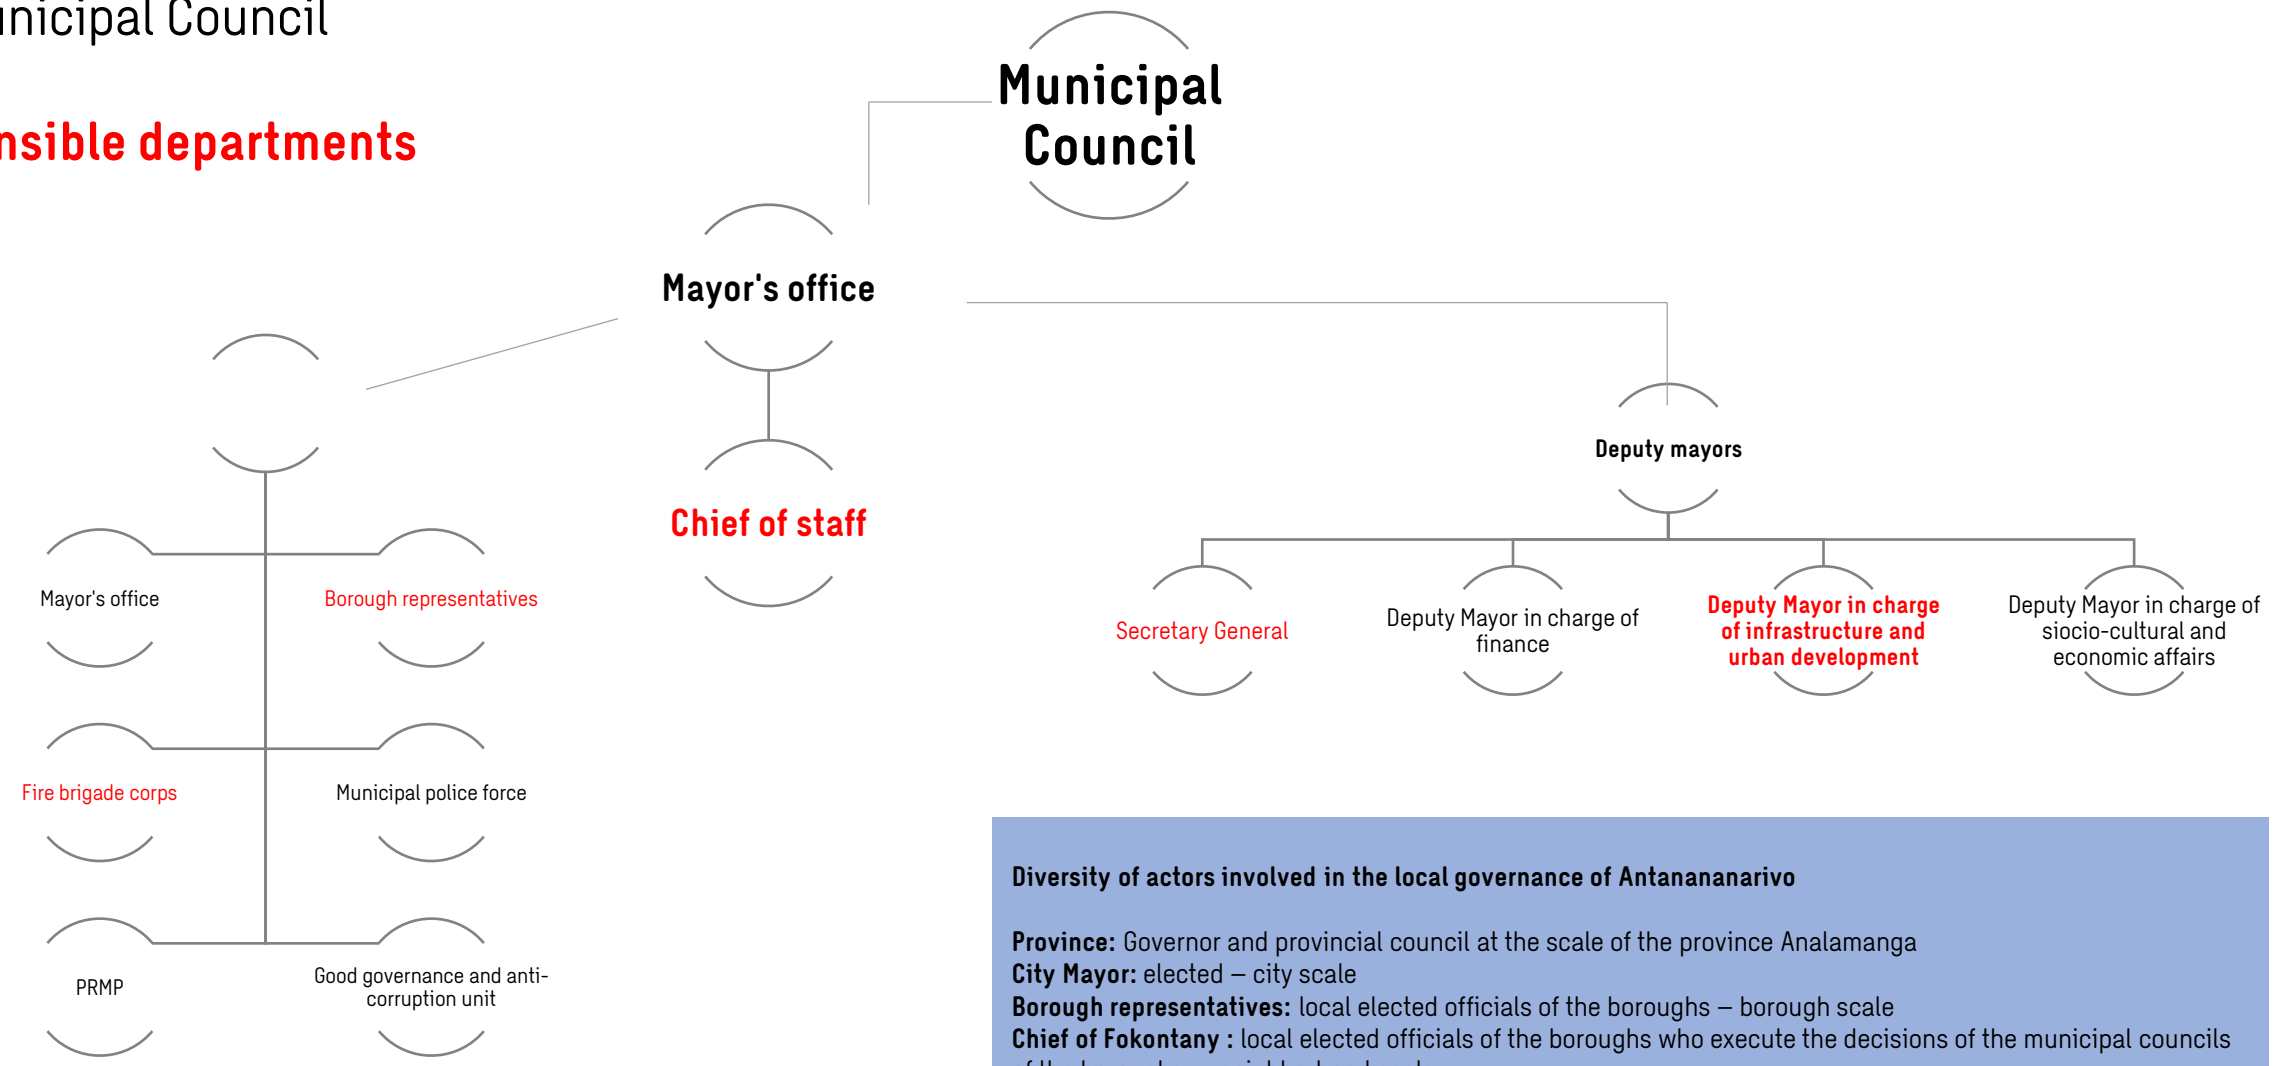 Municipal Council
departments
Municipal
Council
Mayor's office
Chief of staff
Deputy mayors
Mayor's office
Borough representatives
Fire brigade corps
Municipal police force
PRMP
Good governance and anti-
corruption unit
Secretary General
Deputy Mayor in charge of
finance
Deputy Mayor in charge
of infrastructure and
urban development
Deputy Mayor in charge of
siocio-cultural and
economic affairs
Diversity of actors involved in the local governance of Antanananarivo
Province: Governor and provincial council at the scale of the province Analamanga
City Mayor: elected – city scale
Borough representatives: local elected officials of the boroughs – borough scale
Chief of Fokontany : local elected officials of the boroughs who execute the decisions of the municipal councils